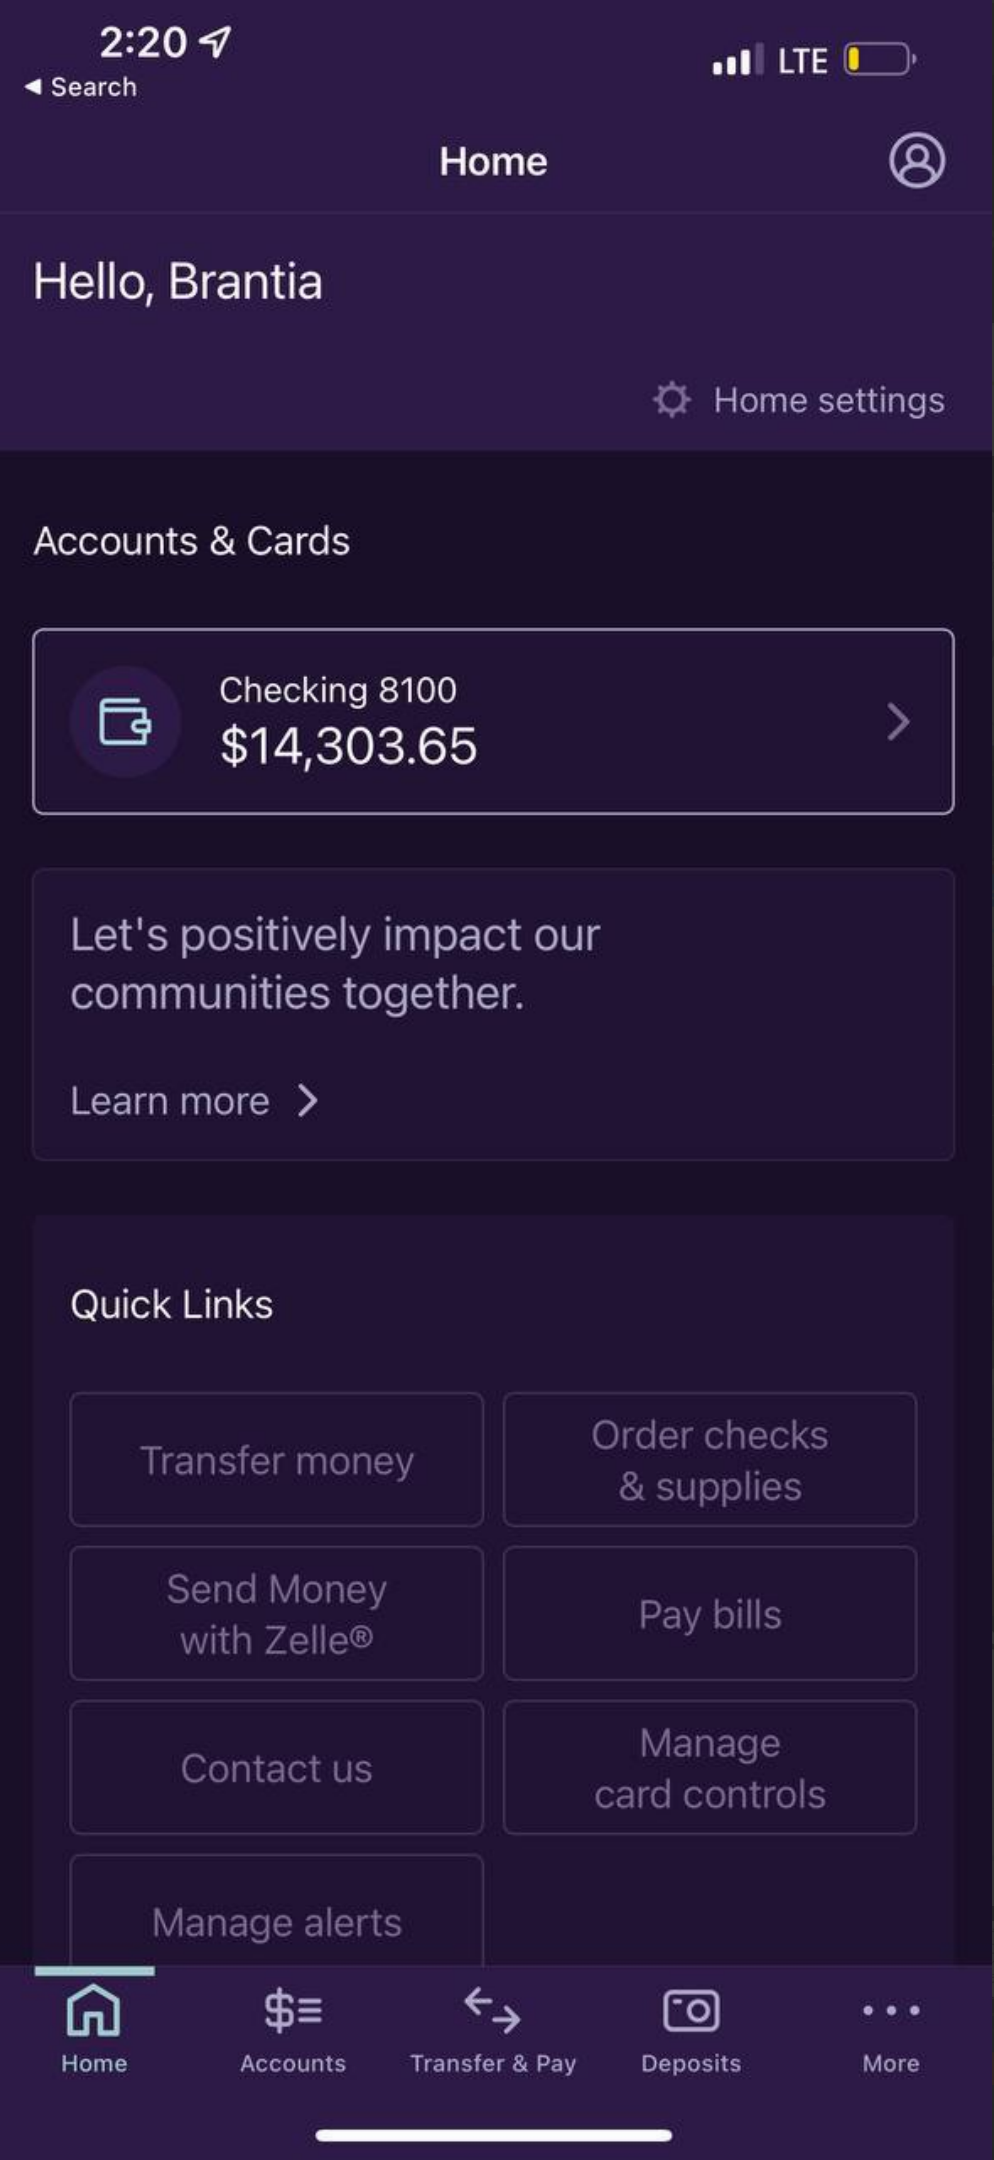 2:20
LTE
◀ Search
Home
Hello, Brantia
Home settings
Accounts & Cards
Checking 8100
$14,303.65
Let's positively impact our
communities together.
Learn more
Quick Links
Transfer money
Order checks
& supplies
Send Money
with Zelle®
Pay bills
Contact us
Manage
card controls
Manage alerts
Home
Accounts
Transfer & Pay
Deposits
More